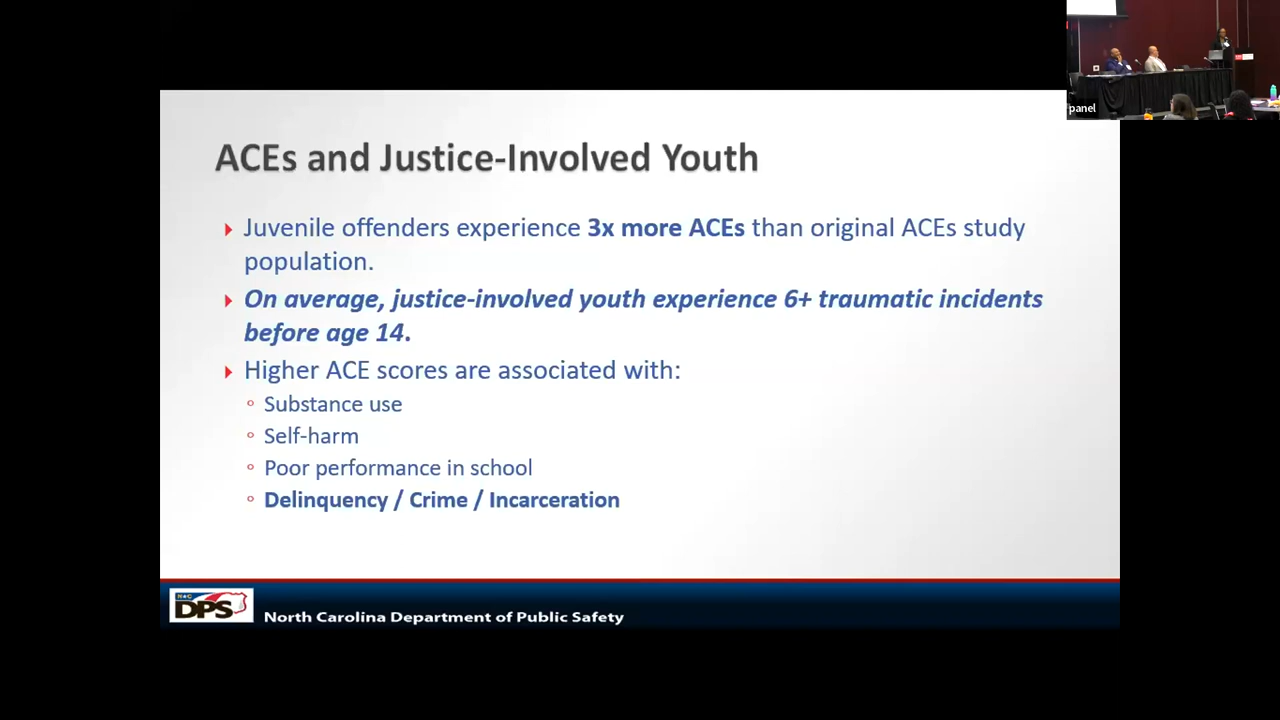 panel
ACEs and Justice-Involved Youth
Juvenile offenders experience 3x more ACEs than original ACEs study
population.
On average, justice-involved youth experience 6+ traumatic incidents
before age 14.
Higher ACE scores are associated with:
Substance use
Self-harm
Poor performance in school
Delinquency / Crime / Incarceration
DPS
North Carolina Department of Public Safety